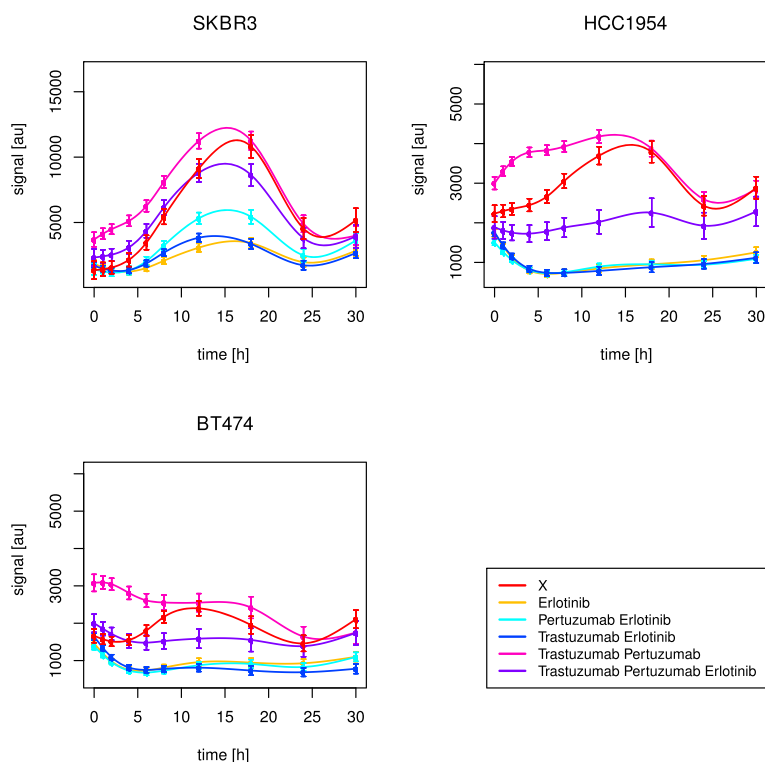 SKBR3
HCC1954
signal [au]
5000
10000
15000
0 5 10 15 20 25 30
time [h]
signal [au]
1000
3000
5000
0 5 10 15 20 25 30
time [h]
BT474
signal [au]
1000
3000
5000
0 5 10 15 20 25 30
time [h]
X
Erlotinib
Pertuzumab Erlotinib
Trastuzumab Erlotinib
Trastuzumab Pertuzumab
Trastuzumab Pertuzumab Erlotinib